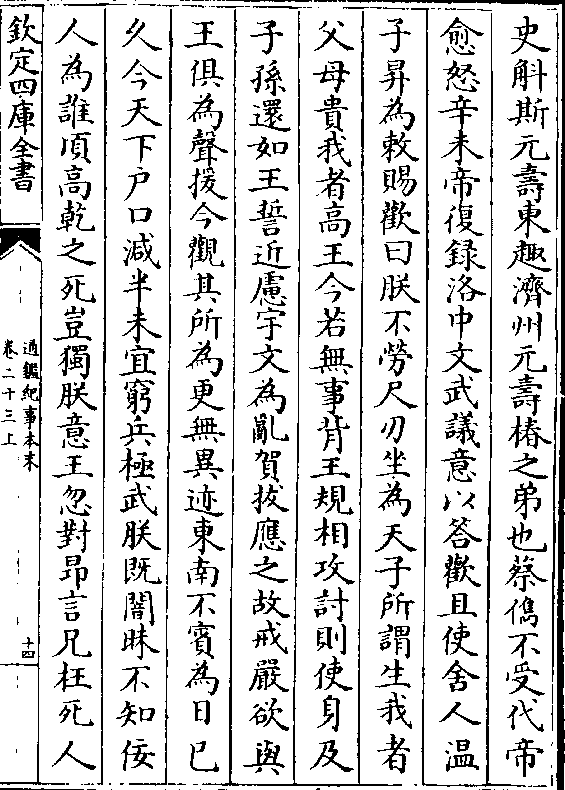 史斛斯元壽東趣濟州元壽椿之弟也蔡儁不受代帝
愈怒辛未帝復録洛中文武議意以答歡且使舍人温
子昇為敕賜歡曰朕不勞尺刃坐為天子所謂生我者
父母貴我者高王今若無事背王規相攻討則使身及
子孫還如王誓近慮宇文為亂賀拔應之故戒嚴欲與
王俱為聲援今觀其所為更無異迹東南不賓為日已
乆今天下户口減半未宜窮兵極武朕既闇昧不知佞
人為誰頃高乾之死豈獨朕意王忽對昂言兄枉死人
欽定四庫全書
通鑑紀事本末
卷二十三上
十四